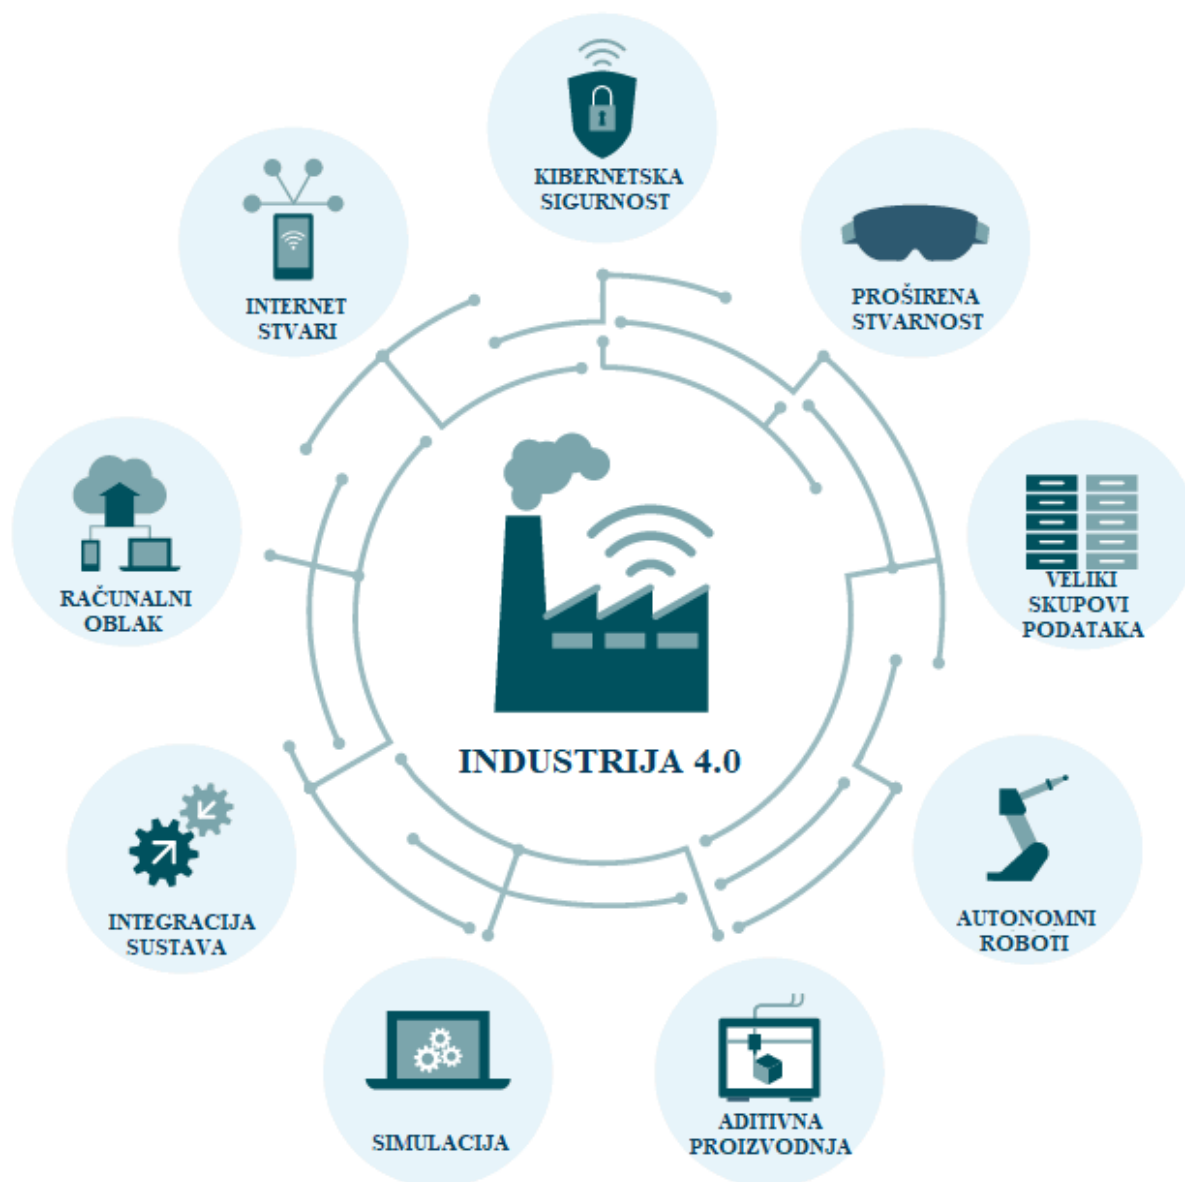 KIBERNETSKA
SIGURNOST
PROŠIRENA
STVARNOST
INTERNET
STVARI
VELIKI
SKUPOVI
PODATAKA
RAČUNALNI
OBLAK
INDUSTRIJA 4.0
AUTONOMNI
ROBOTI
INTEGRACIJA
SUSTAVA
ADITIVNA
PROIZVODNJA
SIMULACIJA